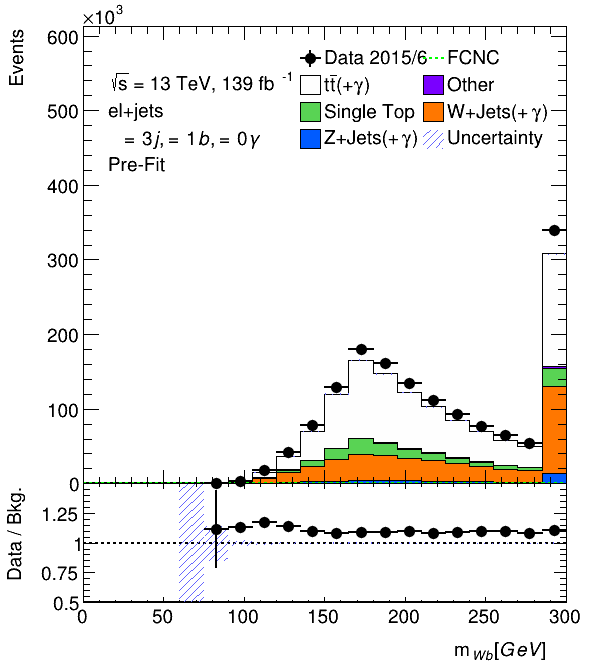 ×10³
Events
600
500
400
300
200
100
0
√s = 13 TeV, 139 fb⁻¹
el+jets
= 3j, = 1b, = 0γ
Pre-Fit
Data 2015/6
FCNC
tt̄(+γ)
Other
Single Top
W+Jets(+γ)
Z+Jets(+γ)
Uncertainty
Data / Bkg.
1.25
1
0.75
0.5
0 50 100 150 200 250 300
m_Wb[GeV]